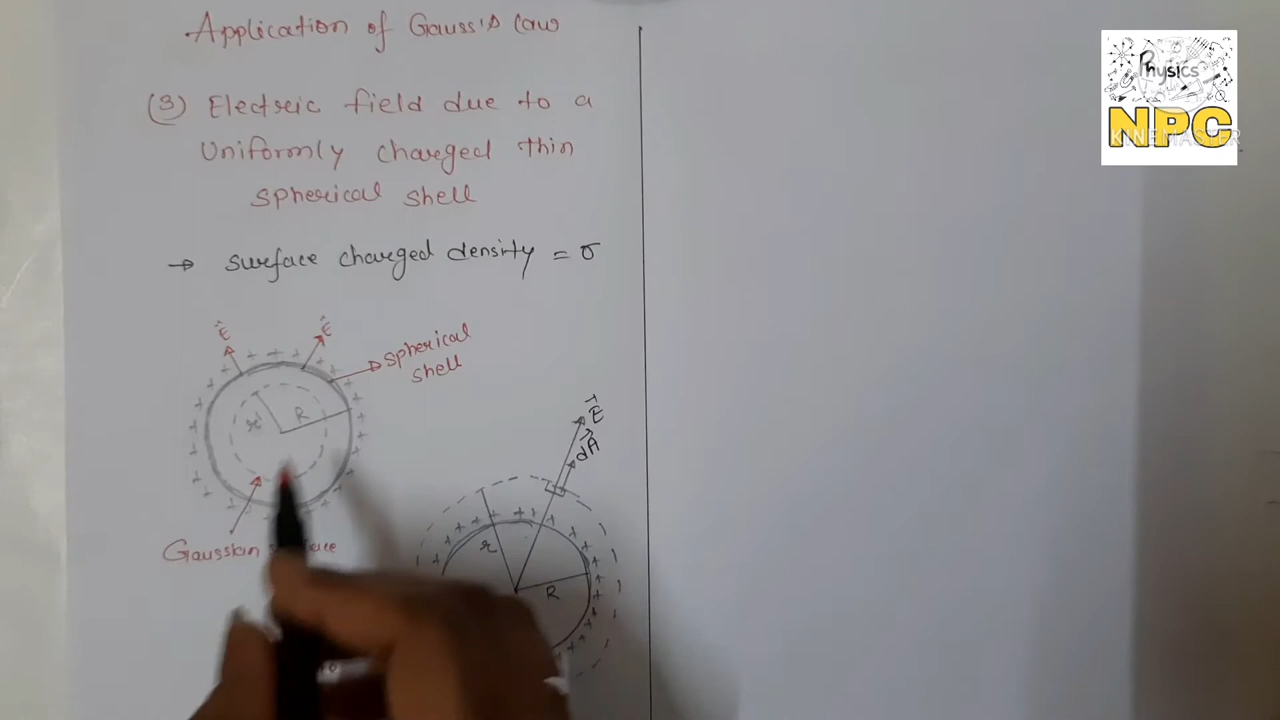 Application of Gauss's law
(3) Electric field due to a
Uniformly charged thin
spherical shell
→ surface charged density = σ
E
E
spherical
shell
r'
R
Gaussian
E
dA
r
R
Physics
NPC
KINEMASTER